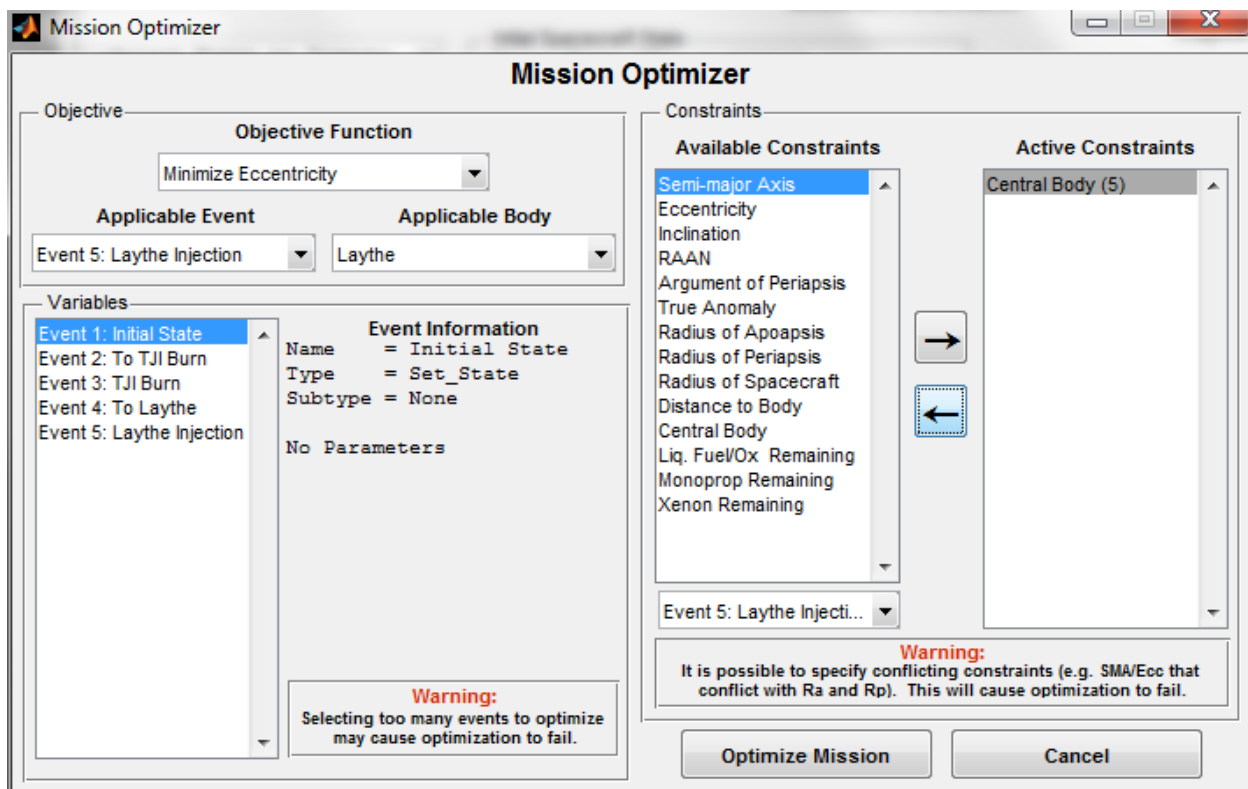 Mission Optimizer
Mission Optimizer
Objective
Objective Function
Minimize Eccentricity
Applicable Event
Applicable Body
Event 5: Laythe Injection
Laythe
Variables
Event 1: Initial State
Event 2: To TJI Burn
Event 3: TJI Burn
Event 4: To Laythe
Event 5: Laythe Injection
Event Information
Name = Initial State
Type = Set_State
Subtype = None
No Parameters
Warning:
Selecting too many events to optimize
may cause optimization to fail.
Constraints
Available Constraints
Semi-major Axis
Eccentricity
Inclination
RAAN
Argument of Periapsis
True Anomaly
Radius of Apoapsis
Radius of Periapsis
Radius of Spacecraft
Distance to Body
Central Body
Liq. Fuel/Ox Remaining
Monoprop Remaining
Xenon Remaining
Event 5: Laythe Injecti...
Active Constraints
Central Body (5)
Warning:
It is possible to specify conflicting constraints (e.g. SMA/Ecc that
conflict with Ra and Rp). This will cause optimization to fail.
Optimize Mission
Cancel